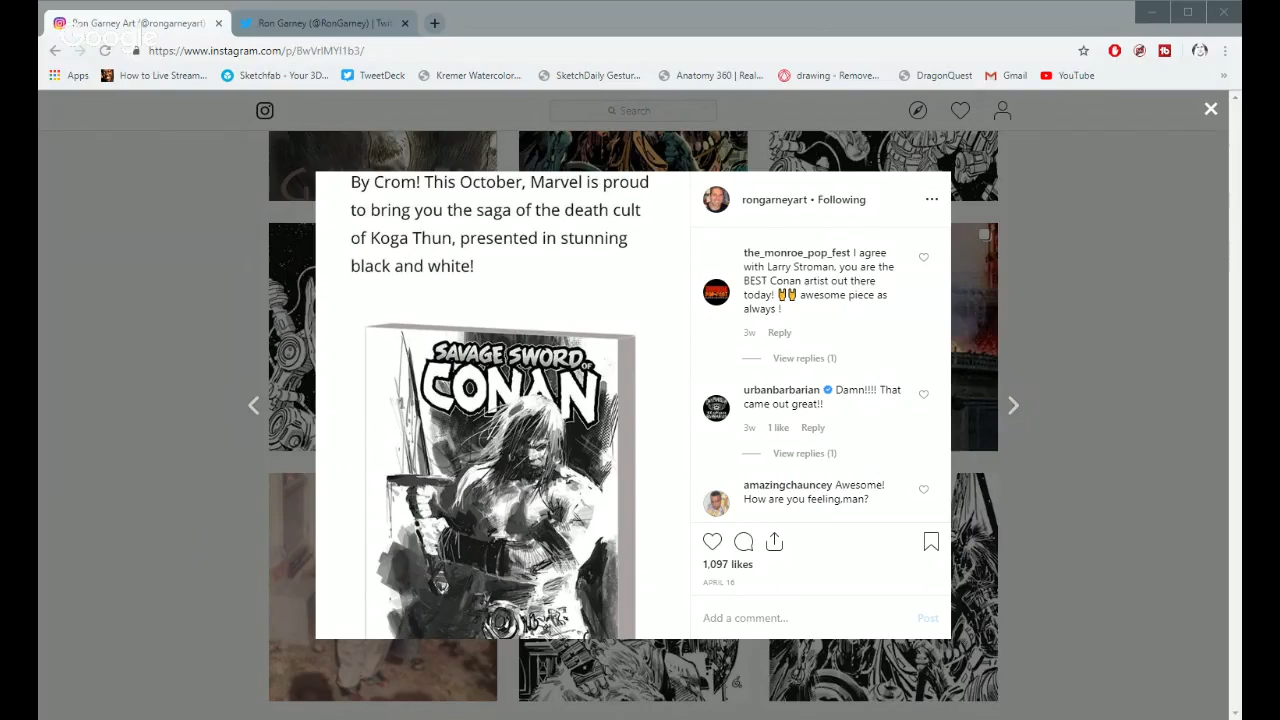 Ron Garney Art (@rongarneyart)
Ron Garney (@RonGarney) | Twi
Google
https://www.instagram.com/p/BwVrlMYl1b3/
Apps
How to Live Stream...
Sketchfab - Your 3D...
TweetDeck
Kremer Watercolor...
SketchDaily Gestur...
Anatomy 360 | Real...
drawing - Remove...
DragonQuest
Gmail
YouTube
»
Search
By Crom! This October, Marvel is proud
to bring you the saga of the death cult
of Koga Thun, presented in stunning
black and white!
SAVAGE SWORD OF
CONAN
rongarneyart • Following
the_monroe_pop_fest I agree
with Larry Stroman, you are the
BEST Conan artist out there
today! 🤘🤘 awesome piece as
always !
3w Reply
View replies (1)
urbanbarbarian Damn!!!! That
came out great!!
3w 1 like Reply
View replies (1)
amazingchauncey Awesome!
How are you feeling,man?
1,097 likes
APRIL 16
Add a comment...
Post